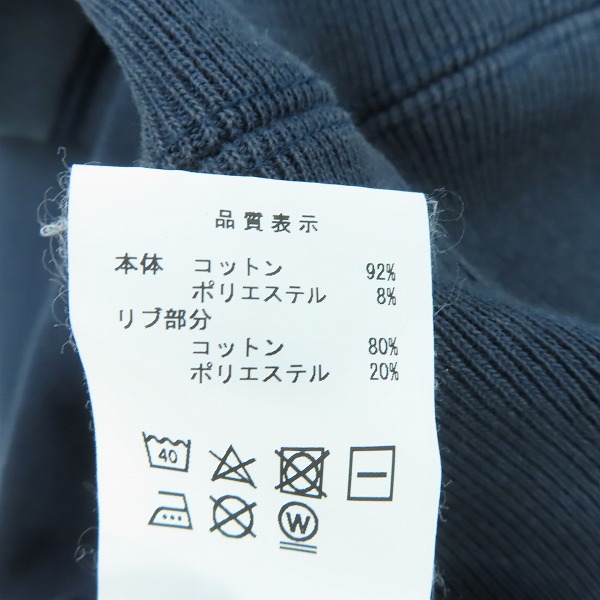 品質表示
本体 コットン 92%
ポリエステル 8%
リブ部分
コットン 80%
ポリエステル 20%
40
W